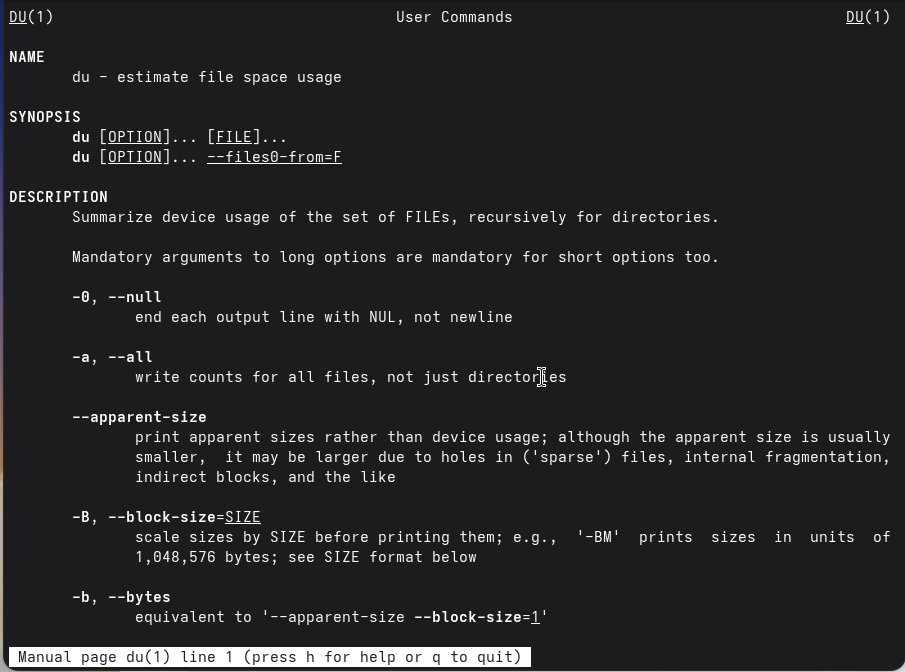 DU(1) User Commands DU(1)
NAME
du - estimate file space usage
SYNOPSIS
du [OPTION]... [FILE]...
du [OPTION]... --files0-from=F
DESCRIPTION
Summarize device usage of the set of FILEs, recursively for directories.
Mandatory arguments to long options are mandatory for short options too.
-0, --null
end each output line with NUL, not newline
-a, --all
write counts for all files, not just directories
--apparent-size
print apparent sizes rather than device usage; although the apparent size is usually
smaller,  it may be larger due to holes in ('sparse') files, internal fragmentation,
indirect blocks, and the like
-B, --block-size=SIZE
scale sizes by SIZE before printing them; e.g.,  '-BM'  prints  sizes  in  units  of
1,048,576 bytes; see SIZE format below
-b, --bytes
equivalent to '--apparent-size --block-size=1'
Manual page du(1) line 1 (press h for help or q to quit)